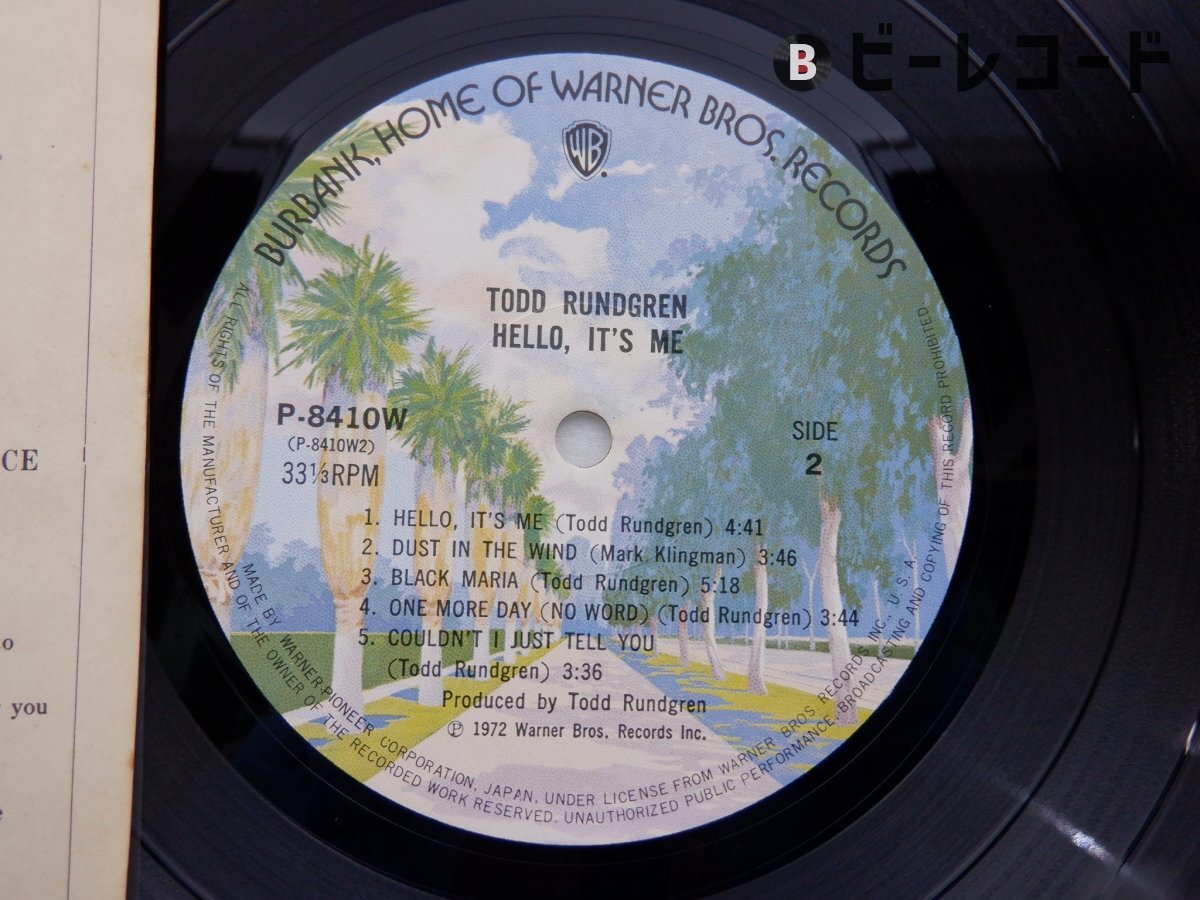 B ビーレコード
BURBANK, HOME OF WARNER BROS. RECORDS
WB
TODD RUNDGREN
HELLO, IT'S ME
P-8410W
(P-8410W2)
33⅓RPM
SIDE
2
1. HELLO, IT'S ME (Todd Rundgren) 4:41
2. DUST IN THE WIND (Mark Klingman) 3:46
3. BLACK MARIA (Todd Rundgren) 5:18
4. ONE MORE DAY (NO WORD) (Todd Rundgren) 3:44
5. COULDN'T I JUST TELL YOU
(Todd Rundgren) 3:36
Produced by Todd Rundgren
Ⓟ 1972 Warner Bros. Records Inc.
MADE BY WARNER-PIONEER CORPORATION, JAPAN, UNDER LICENSE FROM WARNER BROS. RECORDS INC., U.S.A.
ALL RIGHTS OF THE MANUFACTURER AND OF THE OWNER OF THE RECORDED WORK RESERVED. UNAUTHORIZED PUBLIC PERFORMANCE, BROADCASTING AND COPYING OF THIS RECORD PROHIBITED.
CE
o
you